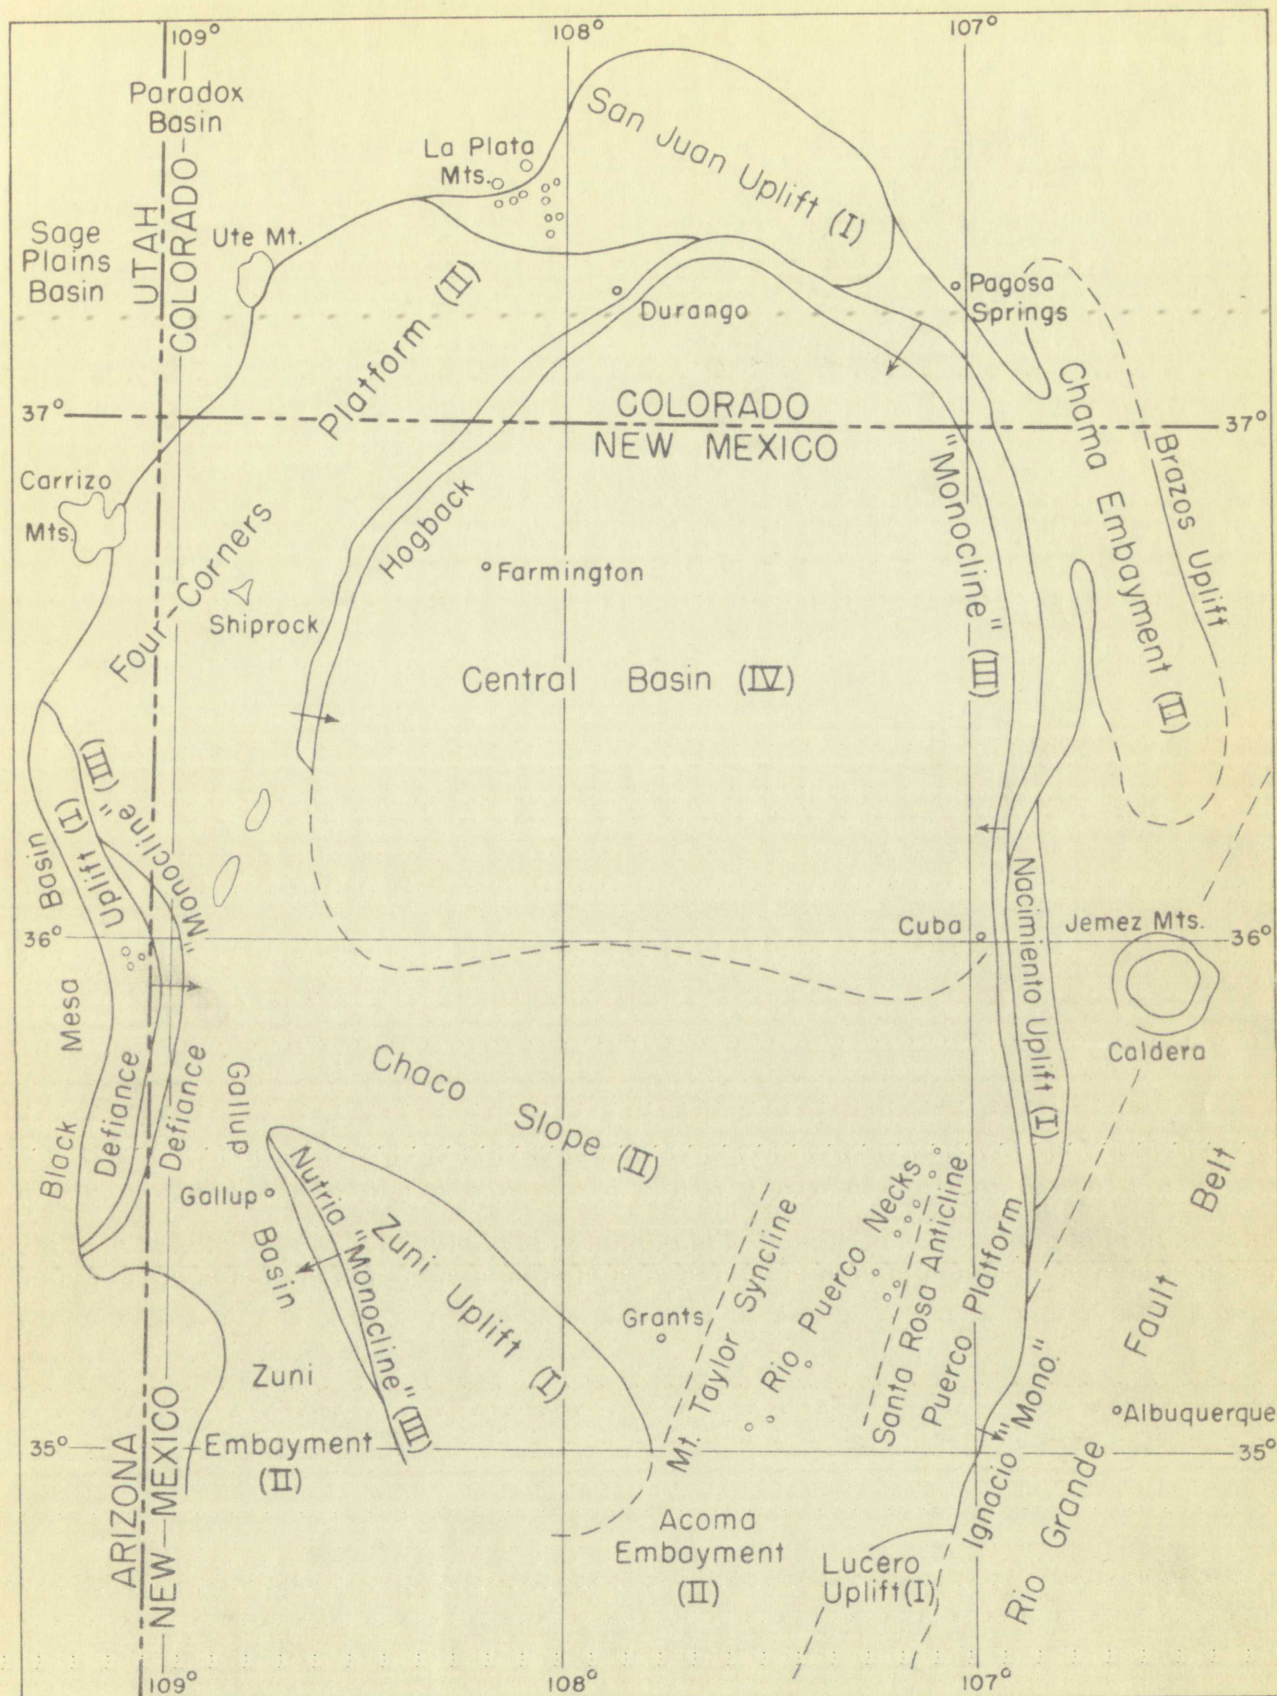 109°
108°
107°
Paradox
Basin
San Juan Uplift (I)
La Plata
Mts.
UTAH
COLORADO
Sage
Plains
Basin
Ute Mt.
Pagosa
Springs
Durango
Platform (II)
37°
COLORADO
NEW MEXICO
37°
Chama Embayment (II)
Brazos Uplift
Carrizo
Mts.
Hogback
"Monocline" (III)
Four Corners
Farmington
Shiprock
Central Basin (IV)
"Monocline" (III)
Uplift (I)
Basin
Nacimiento Uplift (I)
36°
Cuba
Jemez Mts.
36°
Mesa
Caldera
Black
Defiance
Defiance
Gallup
Chaco
Slope (II)
Gallup
Basin
Nutria "Monocline" (III)
Zuni Uplift (I)
Grants
Mt. Taylor Syncline
Rio Puerco Necks
Santa Rosa Anticline
Puerco Platform
Belt
Fault
Zuni
Embayment
(II)
Ignacio "Mono."
Albuquerque
35°
35°
ARIZONA
NEW MEXICO
Acoma
Embayment
(II)
Lucero
Uplift (I)
Rio Grande
109°
108°
107°